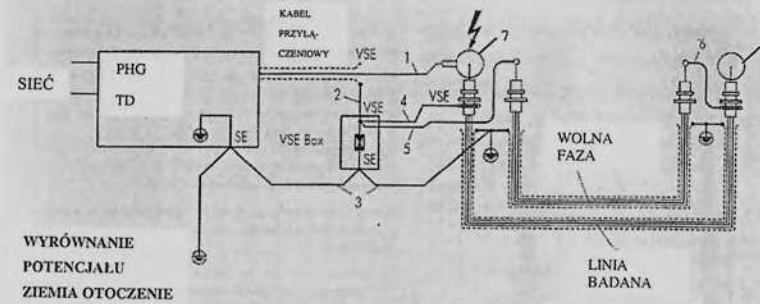 KABEL
PRZYŁĄ-
CZENIOWY
VSE
1
7
6
PHG
TD
SIEĆ
2
VSE
4
VSE
5
SE
VSE Box
SE
3
WOLNA
FAZA
WYRÓWNANIE
POTENCJAŁU
ZIEMIA OTOCZENIE
LINIA
BADANA